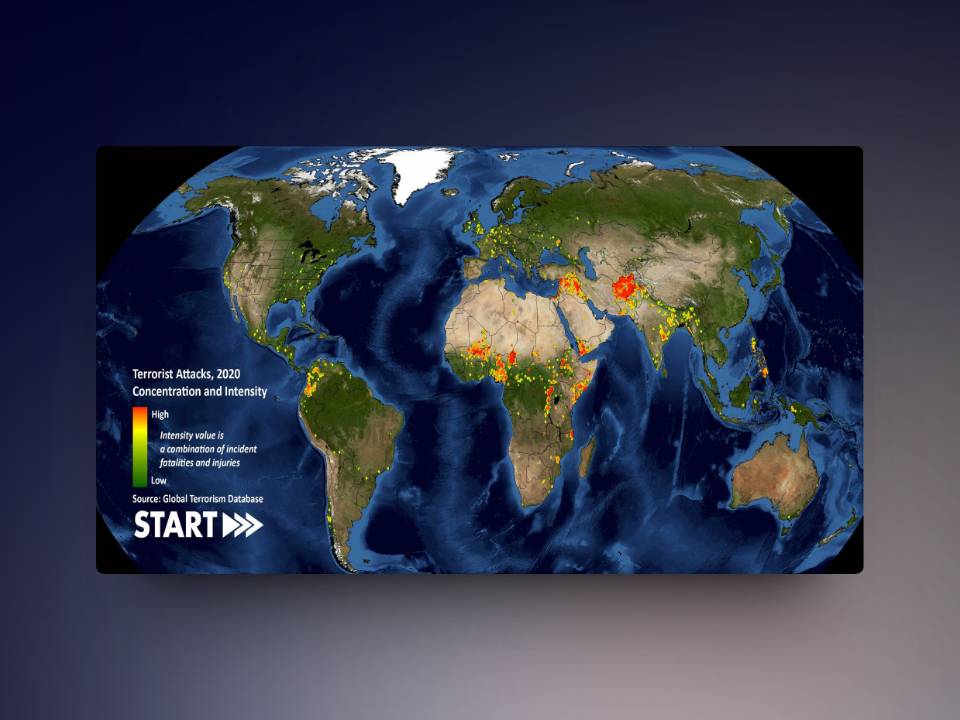 Terrorist Attacks, 2020
Concentration and Intensity
High
Intensity value is
a combination of incident
fatalities and injuries
Low
Source: Global Terrorism Database
START